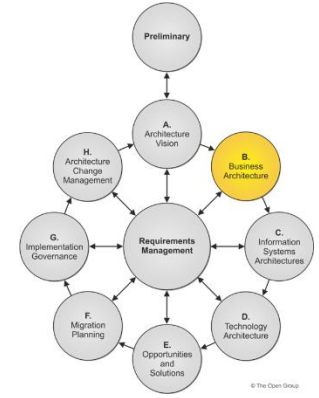 Preliminary
A.
Architecture
Vision
B.
Business
Architecture
C.
Information
Systems
Architectures
D.
Technology
Architecture
E.
Opportunities
and
Solutions
F.
Migration
Planning
G.
Implementation
Governance
H.
Architecture
Change
Management
Requirements
Management
© The Open Group